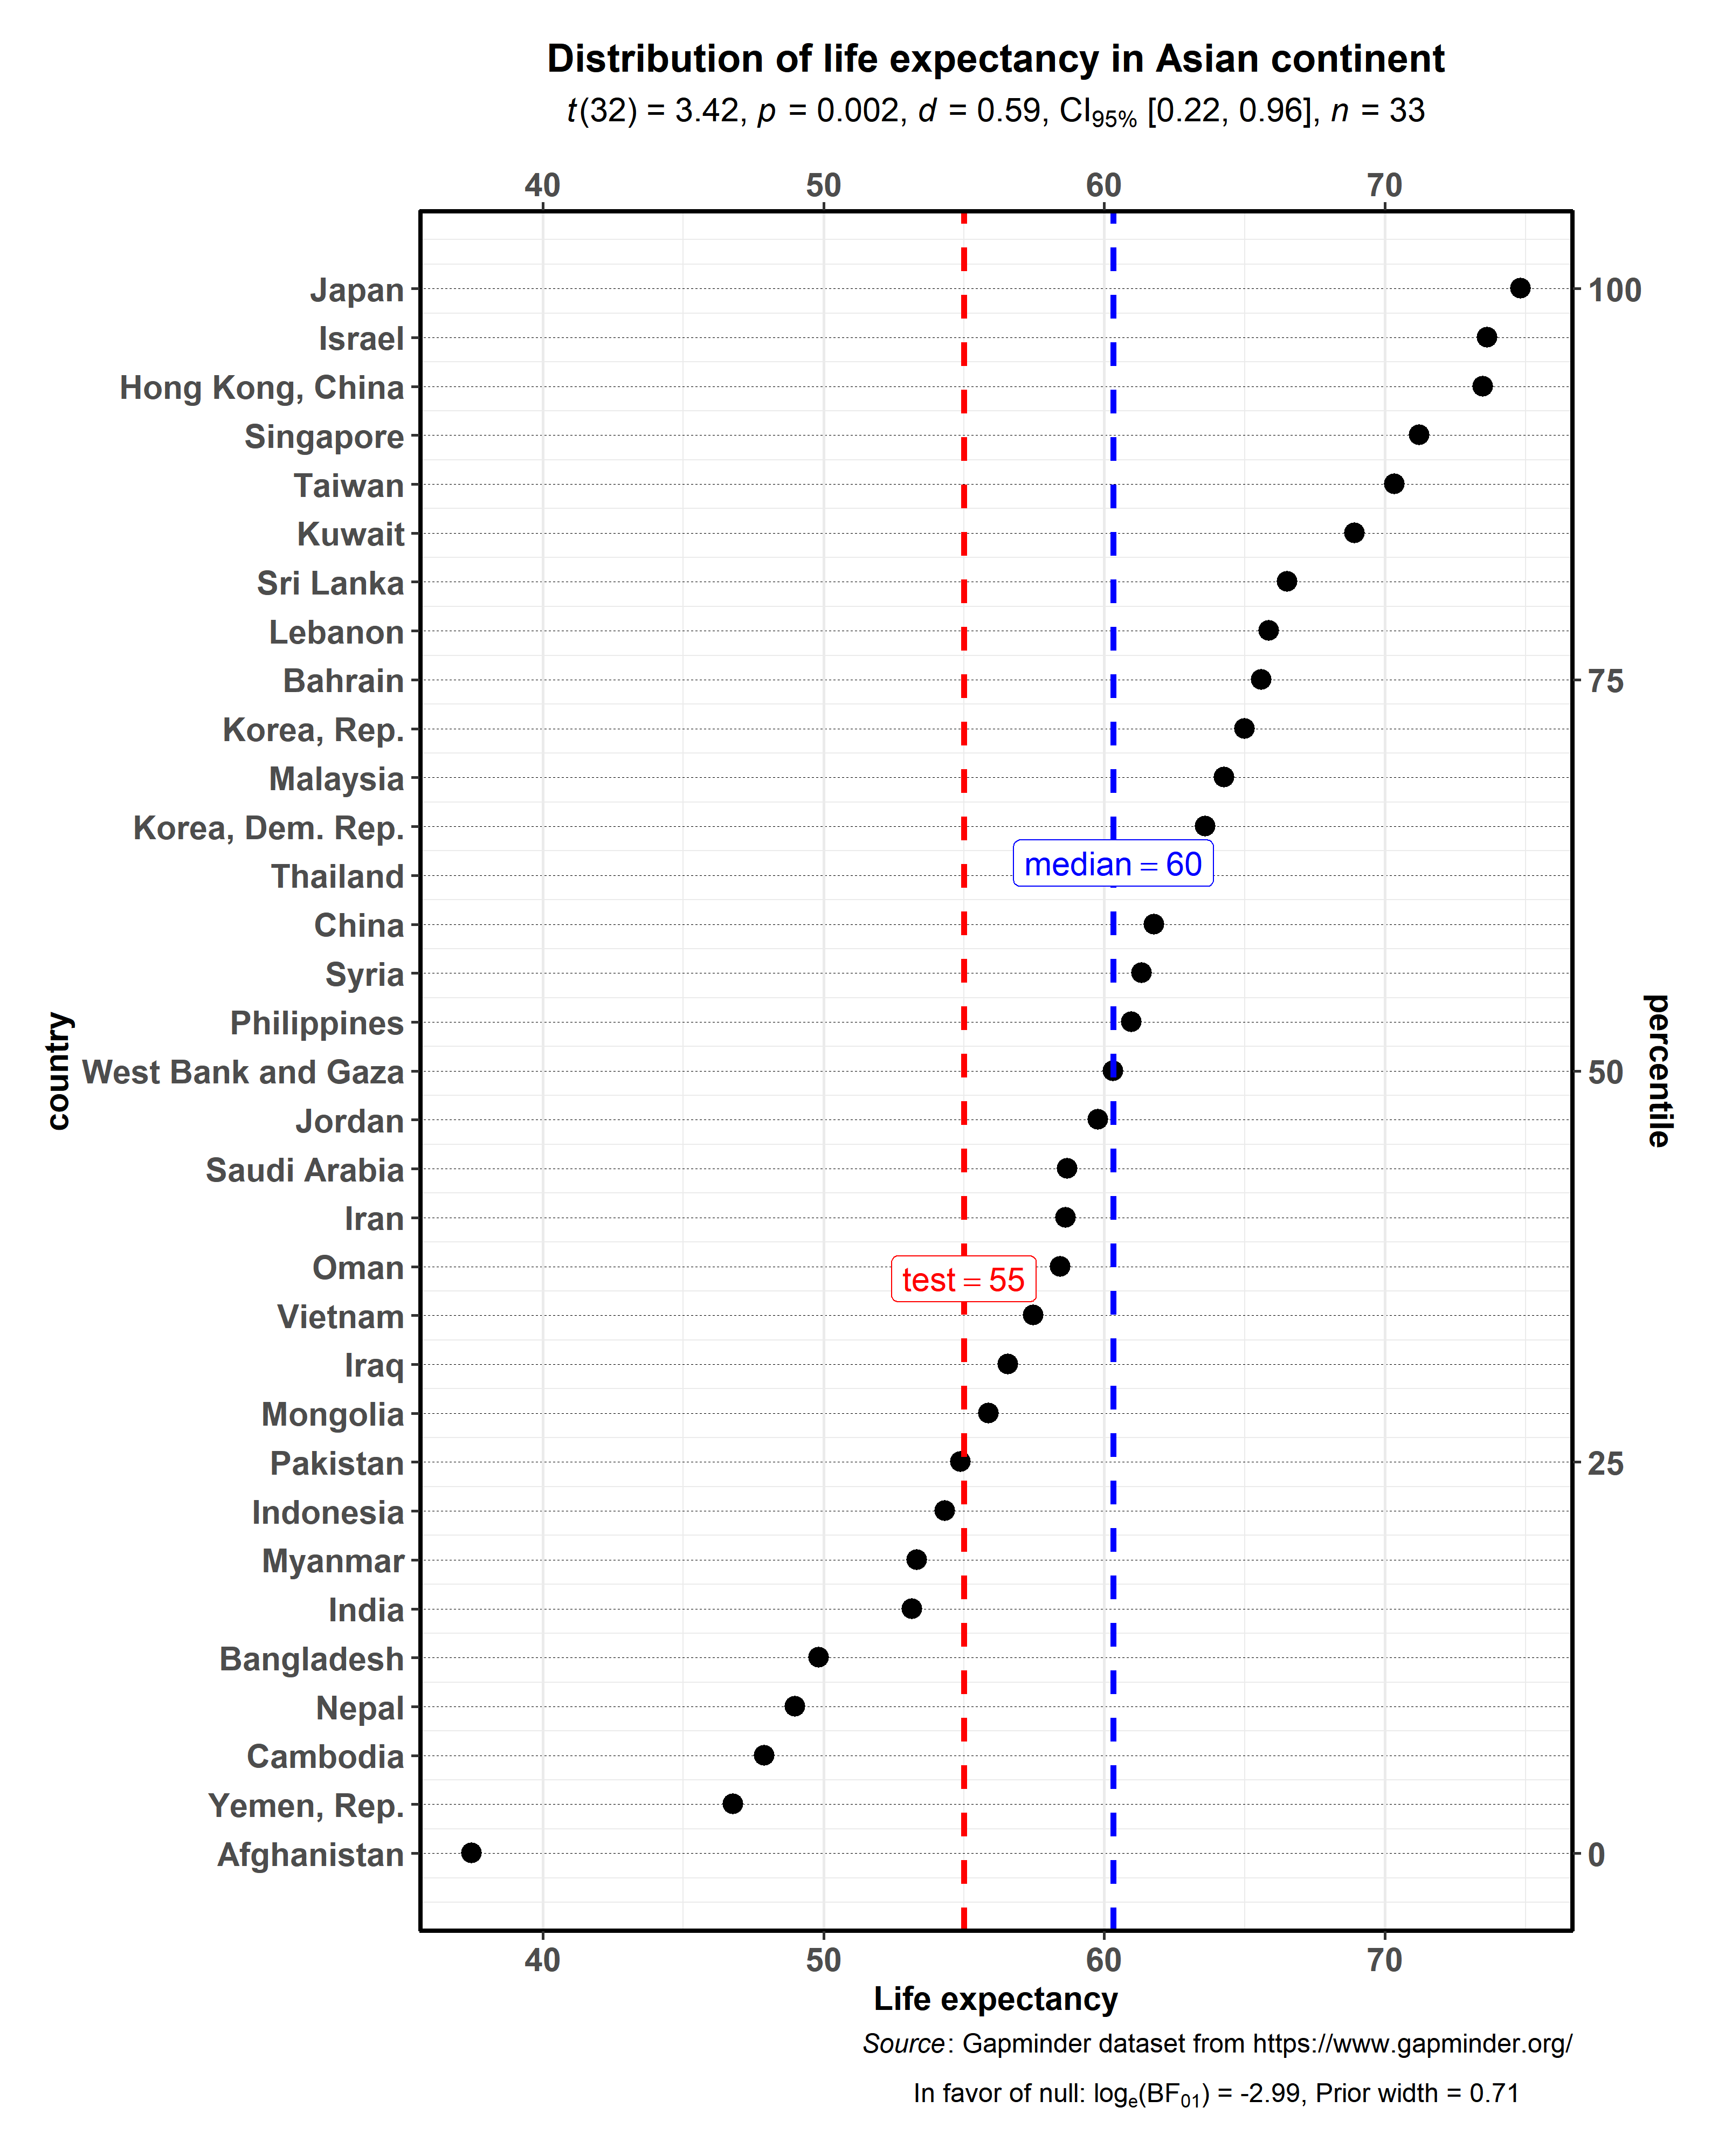 Distribution of life expectancy in Asian continent
t(32) = 3.42, p = 0.002, d = 0.59, CI95% [0.22, 0.96], n = 33
40 50 60 70
Japan 100
Israel
Hong Kong, China
Singapore
Taiwan
Kuwait
Sri Lanka
Lebanon
Bahrain 75
Korea, Rep.
Malaysia
Korea, Dem. Rep.
median = 60
Thailand
China
Syria
Philippines
country
percentile
West Bank and Gaza 50
Jordan
Saudi Arabia
Iran
Oman
test = 55
Vietnam
Iraq
Mongolia
Pakistan 25
Indonesia
Myanmar
India
Bangladesh
Nepal
Cambodia
Yemen, Rep.
Afghanistan 0
40 50 60 70
Life expectancy
Source: Gapminder dataset from https://www.gapminder.org/
In favor of null: loge(BF01) = -2.99, Prior width = 0.71